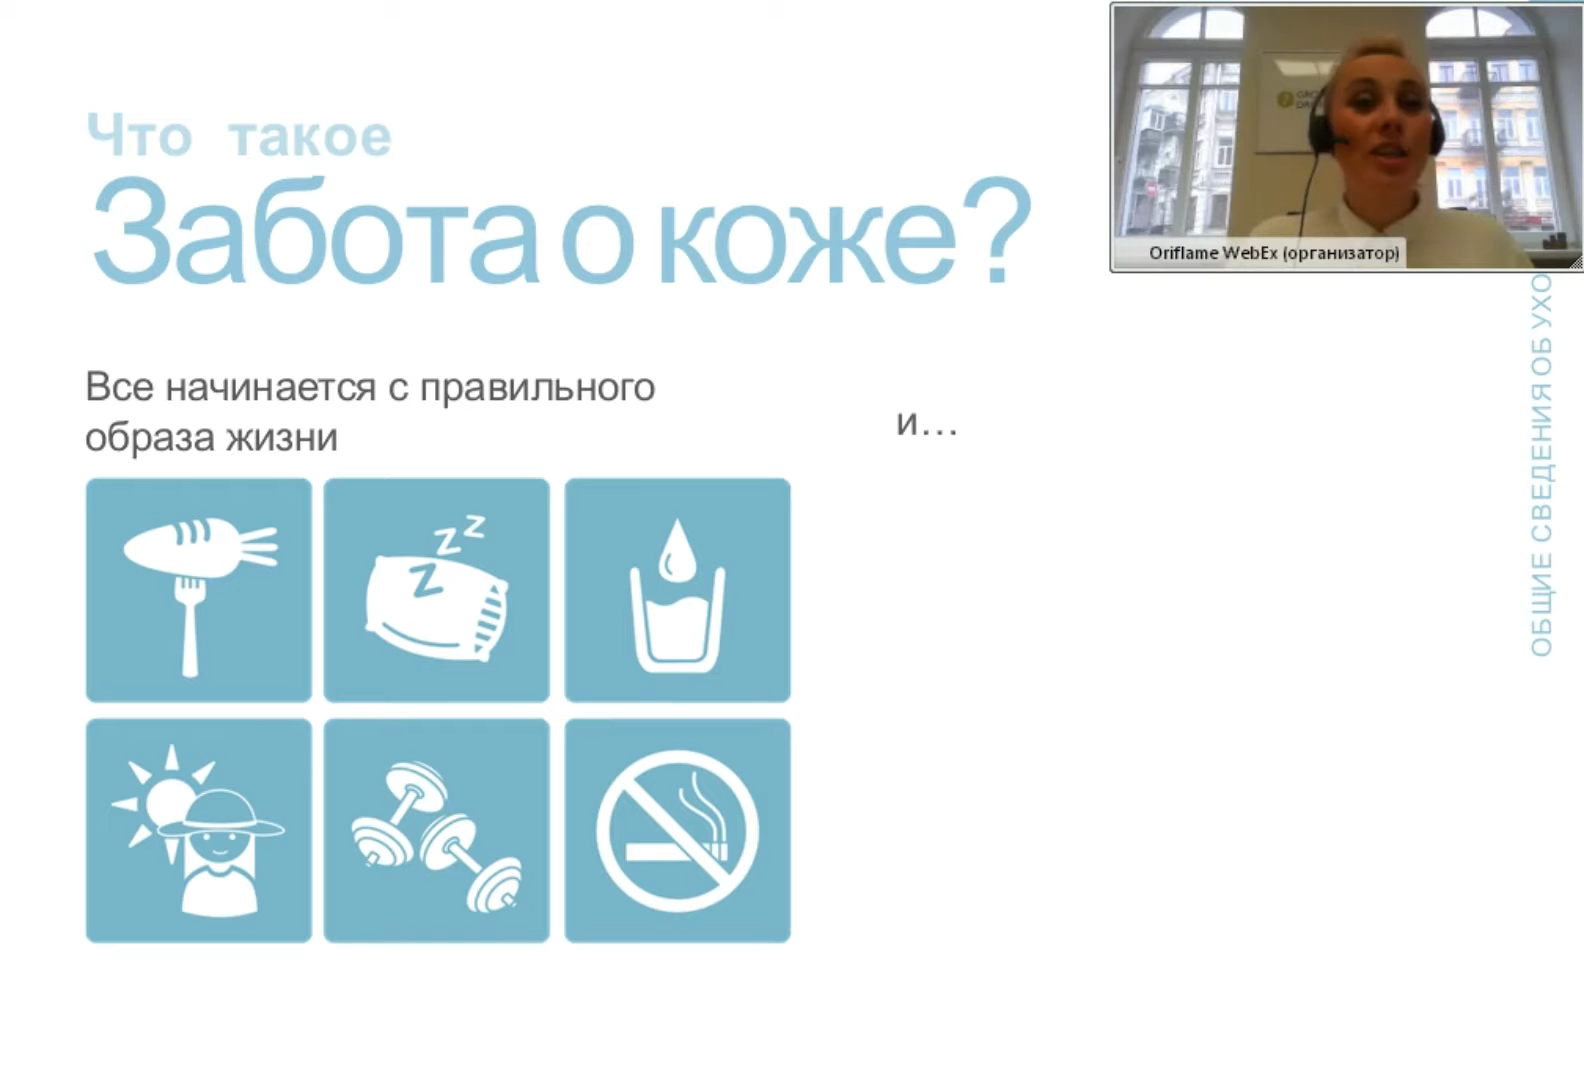 Что такое
Забота о коже?
Oriflame WebEx (организатор)
Все начинается с правильного
образа жизни
и...
z z
z
ОБЩИЕ СВЕДЕНИЯ ОБ УХО